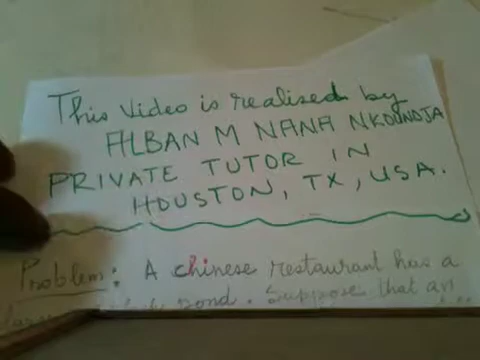 This Video is realised by
ALBAN M NANA NKOUNDJA
PRIVATE TUTOR IN
HOUSTON, TX, USA.
Problem: A chinese restaurant has a
pond. Suppose that an